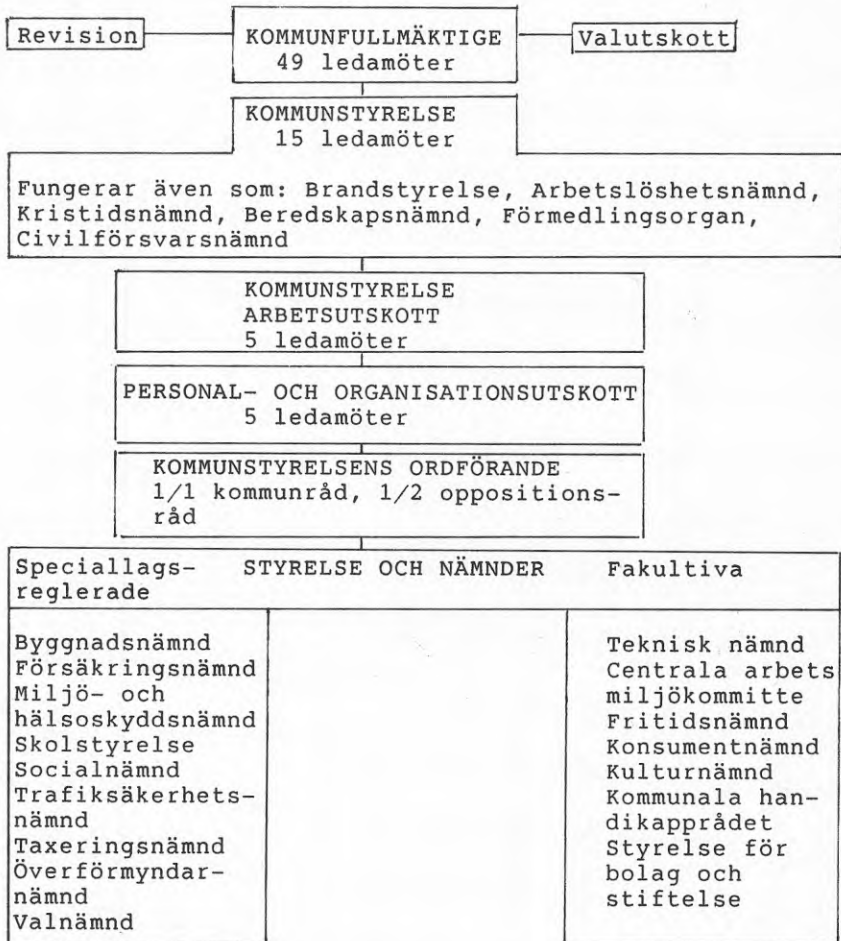 Revision
KOMMUNFULLMÄKTIGE
49 ledamöter
Valutskott
KOMMUNSTYRELSE
15 ledamöter
Fungerar även som: Brandstyrelse, Arbetslöshetsnämnd,
Kristidsnämnd, Beredskapsnämnd, Förmedlingsorgan,
Civilförsvarsnämnd
KOMMUNSTYRELSE
ARBETSUTSKOTT
5 ledamöter
PERSONAL- OCH ORGANISATIONSUTSKOTT
5 ledamöter
KOMMUNSTYRELSENS ORDFÖRANDE
1/1 kommunråd, 1/2 oppositions-
råd
Speciallags-
reglerade
STYRELSE OCH NÄMNDER
Fakultiva
Byggnadsnämnd
Försäkringsnämnd
Miljö- och
hälsoskyddsnämnd
Skolstyrelse
Socialnämnd
Trafiksäkerhets-
nämnd
Taxeringsnämnd
Överförmyndar-
nämnd
Valnämnd
Teknisk nämnd
Centrala arbets
miljökommitte
Fritidsnämnd
Konsumentnämnd
Kulturnämnd
Kommunala han-
dikapprådet
Styrelse för
bolag och
stiftelse